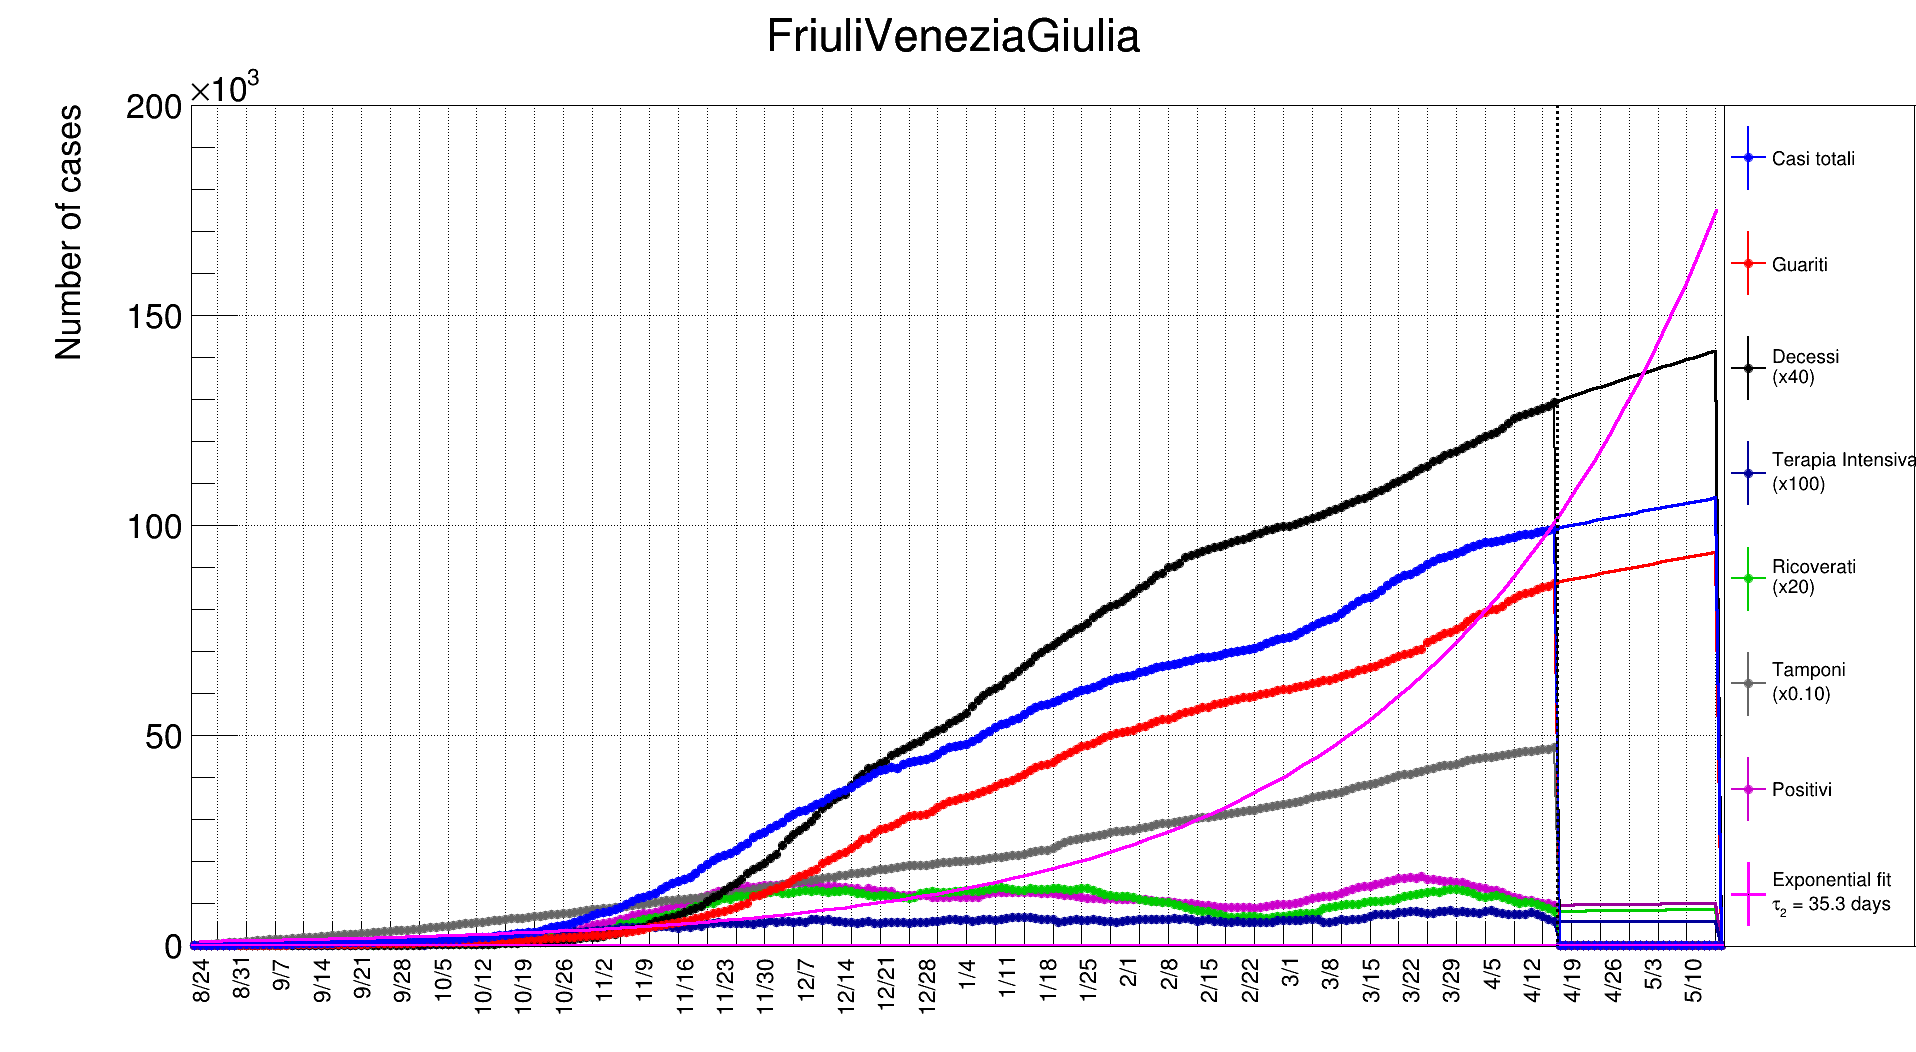 FriuliVeneziaGiulia
×10³
Number of cases
200
150
100
50
0
8/24 8/31 9/7 9/14 9/21 9/28 10/5 10/12 10/19 10/26 11/2 11/9 11/16 11/23 11/30 12/7 12/14 12/21 12/28 1/4 1/11 1/18 1/25 2/1 2/8 2/15 2/22 3/1 3/8 3/15 3/22 3/29 4/5 4/12 4/19 4/26 5/3 5/10
Casi totali
Guariti
Decessi
(x40)
Terapia Intensiva
(x100)
Ricoverati
(x20)
Tamponi
(x0.10)
Positivi
Exponential fit
τ₂ = 35.3 days